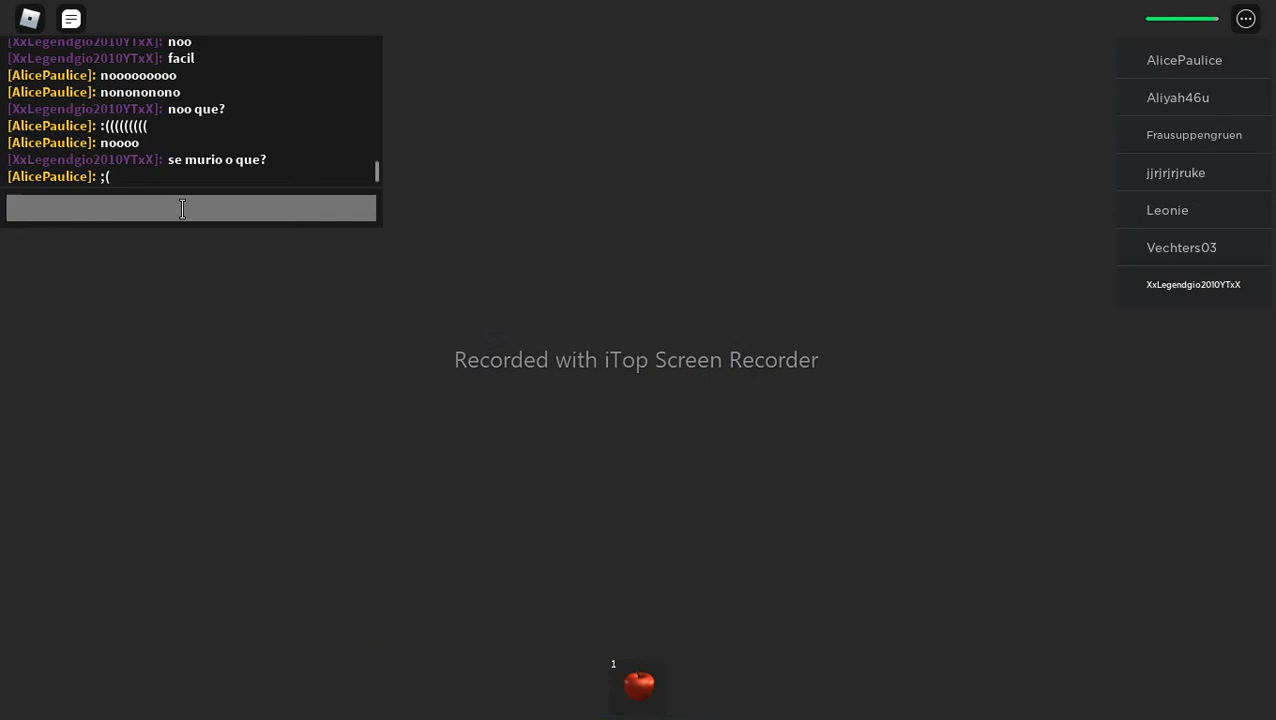 [XxLegendgio2010YTxX]: noo
[XxLegendgio2010YTxX]: facil
[AlicePaulice]: nooooooooo
[AlicePaulice]: nonononono
[XxLegendgio2010YTxX]: noo que?
[AlicePaulice]: :(((((((((
[AlicePaulice]: noooo
[XxLegendgio2010YTxX]: se murio o que?
[AlicePaulice]: ;(
AlicePaulice
Aliyah46u
Frausuppengruen
jjrjrjrjruke
Leonie
Vechters03
XxLegendgio2010YTxX
Recorded with iTop Screen Recorder
1